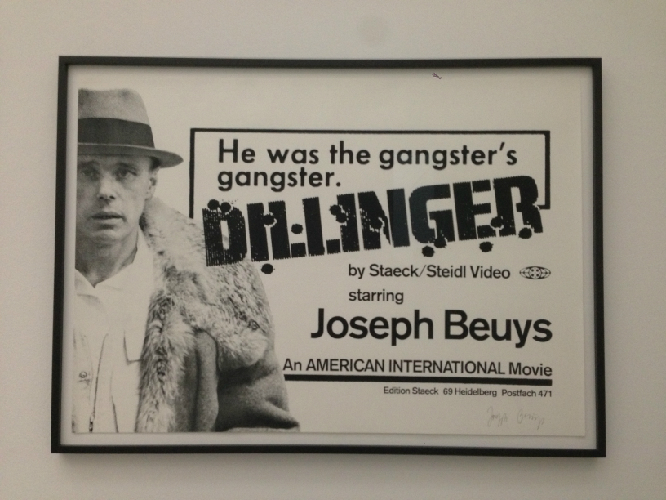 He was the gangster's
gangster.
DILLINGER
by Staeck/Steidl Video
starring
Joseph Beuys
An AMERICAN INTERNATIONAL Movie
Edition Staeck 69 Heidelberg Postfach 471